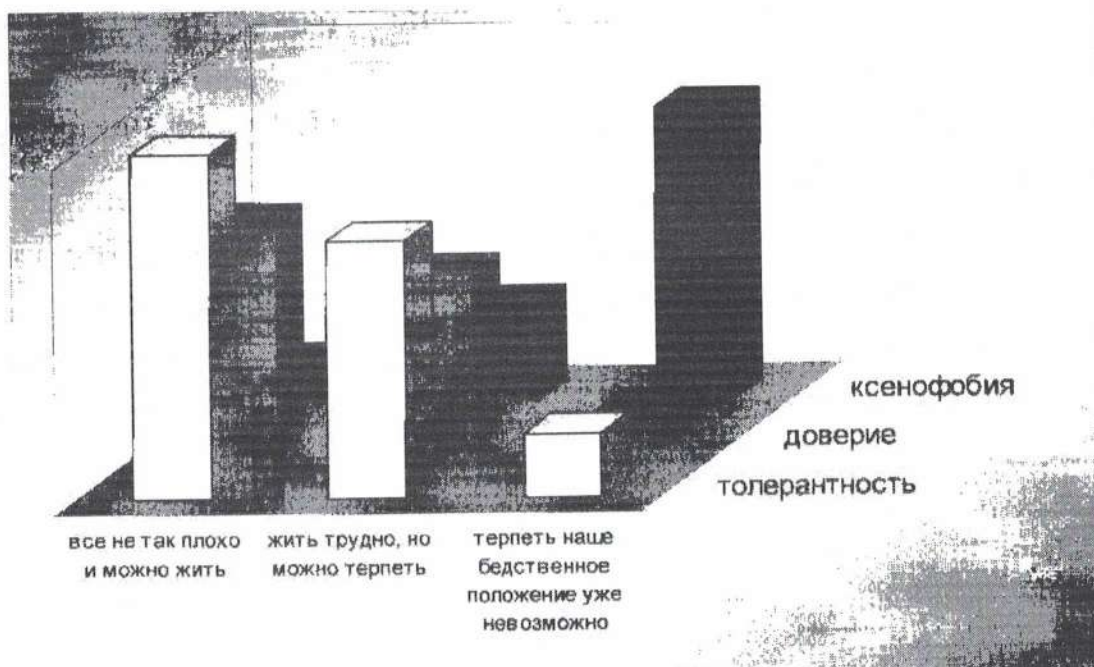 ксенофобия
доверие
толерантность
все не так плохо
и можно жить
жить трудно, но
можно терпеть
терпеть наше
бедственное
положение уже
невозможно